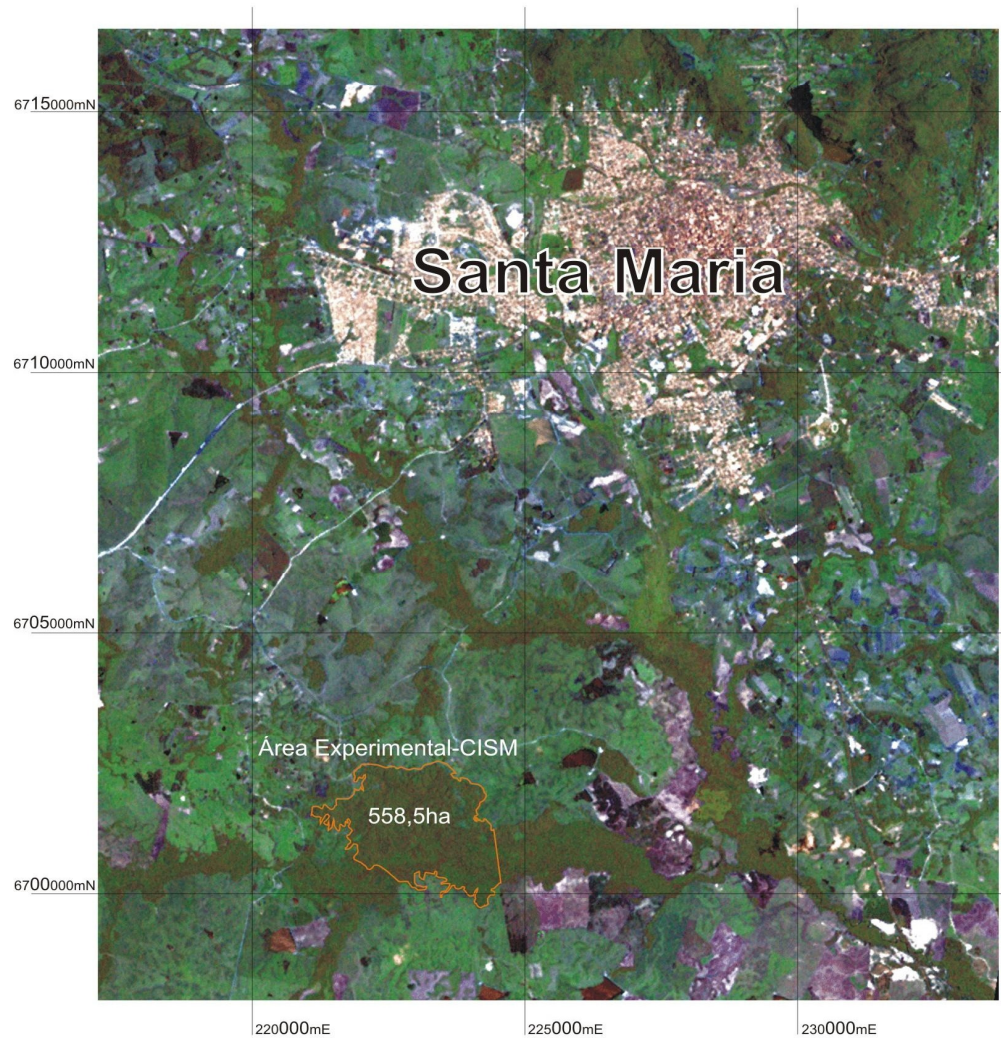 6715000mN
Santa Maria
6710000mN
6705000mN
Área Experimental-CISM
558,5ha
6700000mN
220000mE
225000mE
230000mE